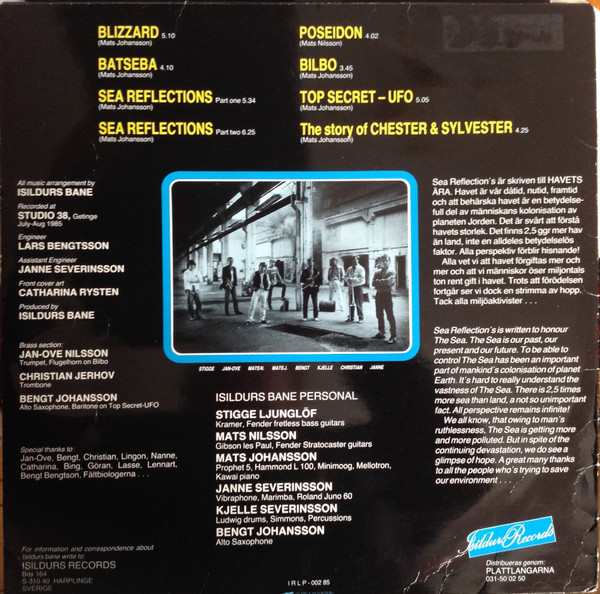 BLIZZARD 5.10
(Mats Johansson)
BATSEBA 4.10
(Mats Johansson)
SEA REFLECTIONS Part one 5.34
(Mats Johansson)
SEA REFLECTIONS Part two 6.25
(Mats Johansson)
POSEIDON 4.02
(Mats Nilsson)
BILBO 3.45
(Mats Johansson)
TOP SECRET – UFO 5.05
(Mats Johansson)
The story of CHESTER & SYLVESTER 4.25
(Mats Johansson)
All music arrangement by
ISILDURS BANE
Recorded at
STUDIO 38, Getinge
July-Aug 1985
Engineer
LARS BENGTSSON
Assistant Engineer
JANNE SEVERINSSON
Front cover art
CATHARINA RYSTEN
Produced by
ISILDURS BANE
Brass section:
JAN-OVE NILSSON
Trumpet, Flugelhorn on Bilbo
CHRISTIAN JERHOV
Trombone
BENGT JOHANSSON
Alto Saxophone, Baritone on Top Secret-UFO
Special thanks to:
Jan-Ove, Bengt, Christian, Lingon, Nanne,
Catharina, Bing, Göran, Lasse, Lennart,
Bengt Bengtson, Fältbiologerna . . .
For information and correspondence about
Isildurs bane write to:
ISILDURS RECORDS
Box 164
S-310 40 HARPLINGE
SVERIGE
STIGGE JAN-OVE MATS N. MATS J. BENGT KJELLE CHRISTIAN JANNE
ISILDURS BANE PERSONAL
STIGGE LJUNGLÖF
Kramer, Fender fretless bass guitars
MATS NILSSON
Gibson les Paul, Fender Stratocaster guitars
MATS JOHANSSON
Prophet 5, Hammond L 100, Minimoog, Mellotron,
Kawai piano
JANNE SEVERINSSON
Vibraphone, Marimba, Roland Juno 60
KJELLE SEVERINSSON
Ludwig drums, Simmons, Percussions
BENGT JOHANSSON
Alto Saxophone
IRLP-002 85
Sea Reflection´s är skriven till HAVETS
ÄRA. Havet är vår dåtid, nutid, framtid
och att behärska havet är en betydelse-
full del av människans kolonisation av
planeten Jorden. Det är svårt att förstå
havets storlek. Det finns 2,5 ggr mer hav
än land, inte en alldeles betydelselös
faktor. Alla perspektiv förblir hisnande!
Alla vet vi att havet förgiftas mer och
mer och att vi människor öser miljontals
ton rent gift i havet. Trots att förödelsen
fortgår ser vi dock en strimma av hopp.
Tack alla miljöaktivister . . .
Sea Reflection´s is written to honour
The Sea. The Sea is our past, our
present and our future. To be able to
control The Sea has been an important
part of mankind´s colonisation of planet
Earth. It´s hard to really understand the
vastness of The Sea. There is 2,5 times
more sea than land, a not so unimportant
fact. All perspective remains infinite!
We all know, that owing to man´s
ruthlessness, The Sea is getting more
and more polluted. But in spite of the
continuing devastation, we do see a
glimpse of hope. A great many thanks
to all the people who´s trying to save
our environment . . .
Isildurs Records
Distribueras genom:
PLATTLANGARNA
031-50 02 50